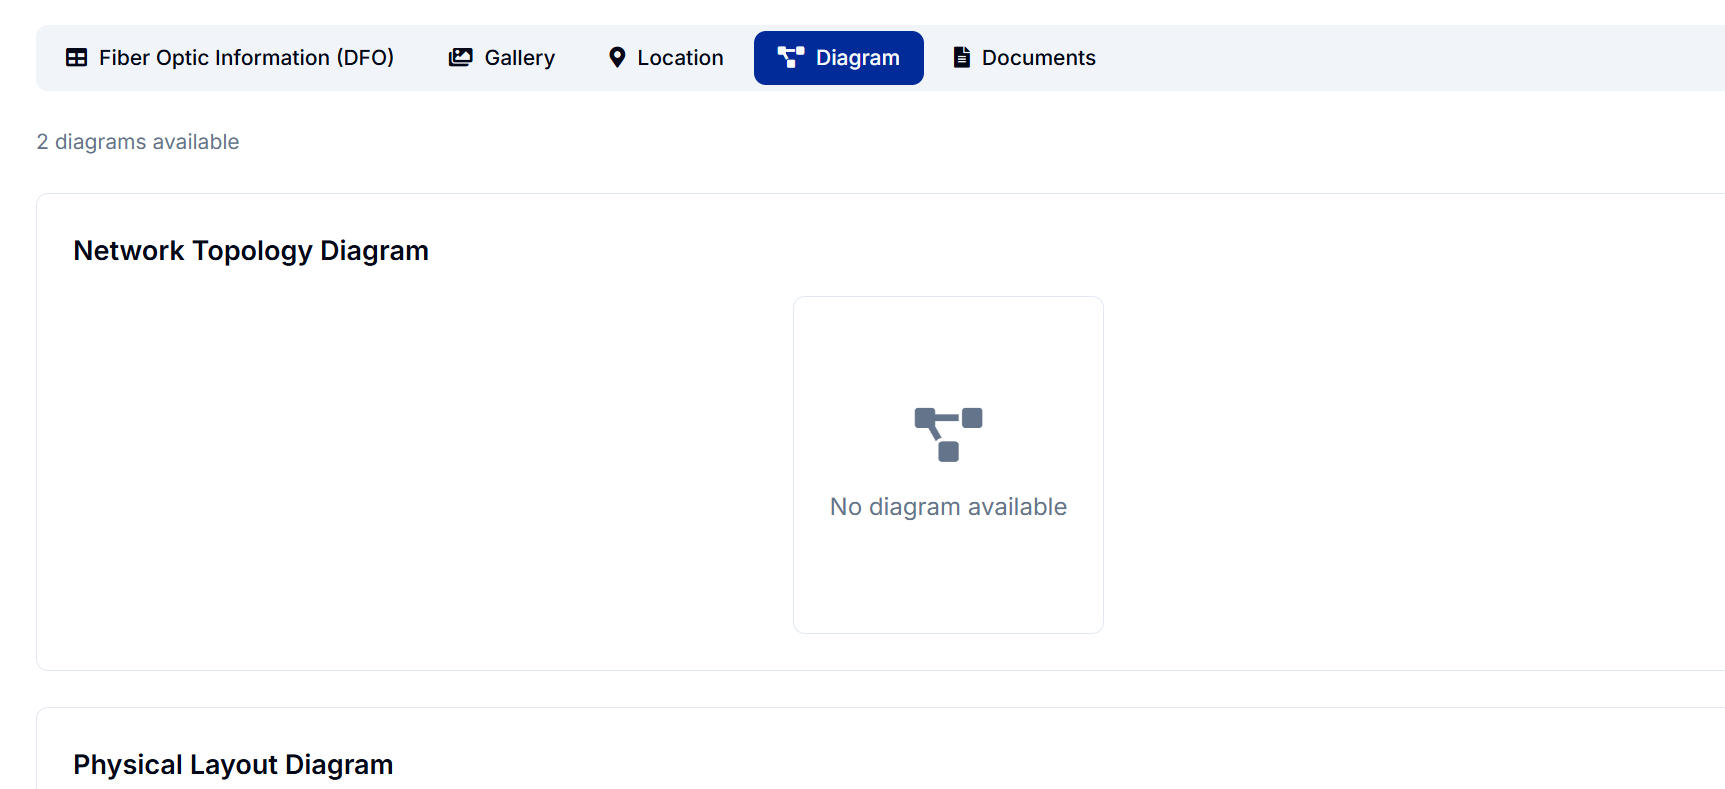 Fiber Optic Information (DFO) Gallery Location Diagram Documents
2 diagrams available
Network Topology Diagram
No diagram available
Physical Layout Diagram